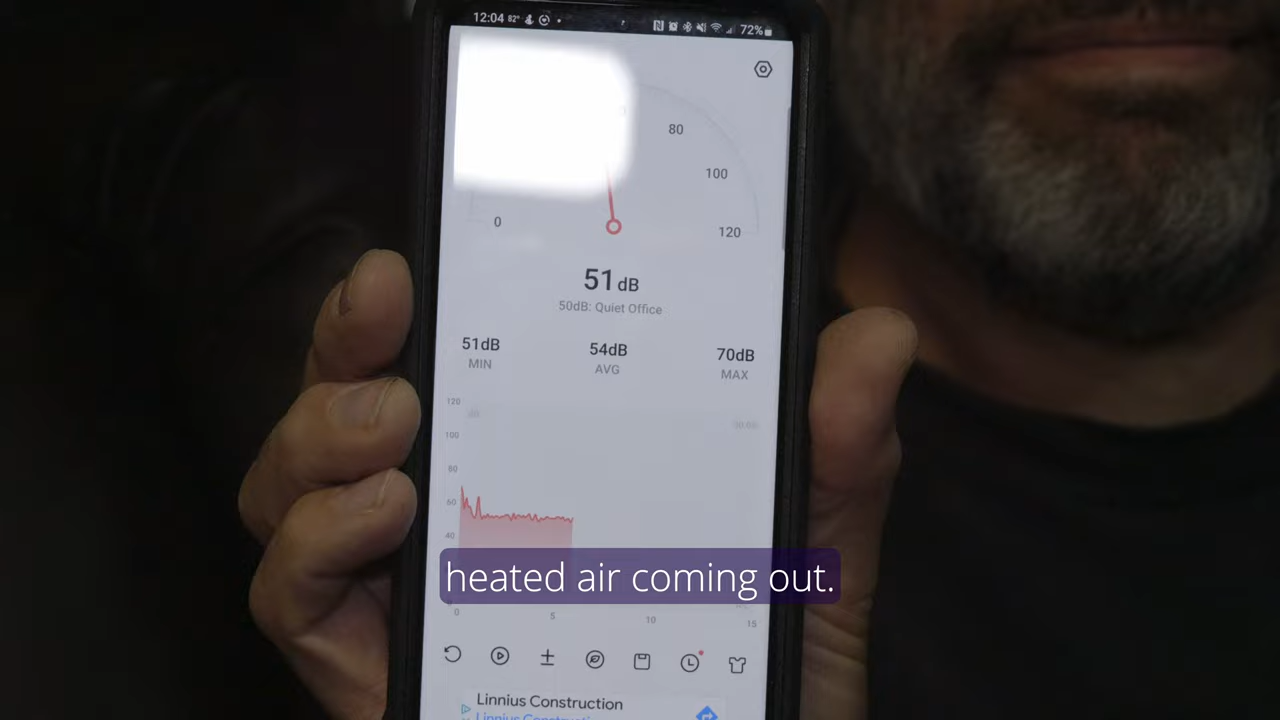 12:04 82°
72%
80
100
0
120
51 dB
50dB: Quiet Office
51dB
54dB
70dB
MIN
AVG
MAX
120
100
80
60
40
heated air coming out.
0
5
10
15
Linnius Construction